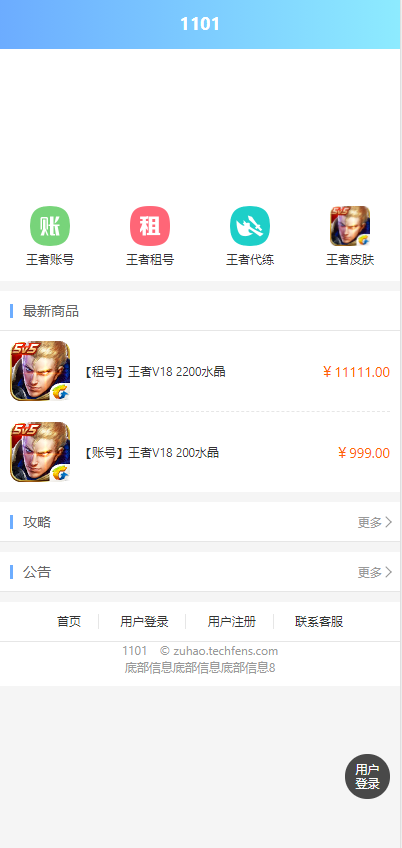 1101
账
租
5V5
王者账号
王者租号
王者代练
王者皮肤
最新商品
5V5
【租号】王者V18 2200水晶
￥11111.00
5V5
【账号】王者V18 200水晶
￥999.00
攻略
更多
公告
更多
首页
用户登录
用户注册
联系客服
1101 © zuhao.techfens.com
底部信息底部信息底部信息8
用户
登录